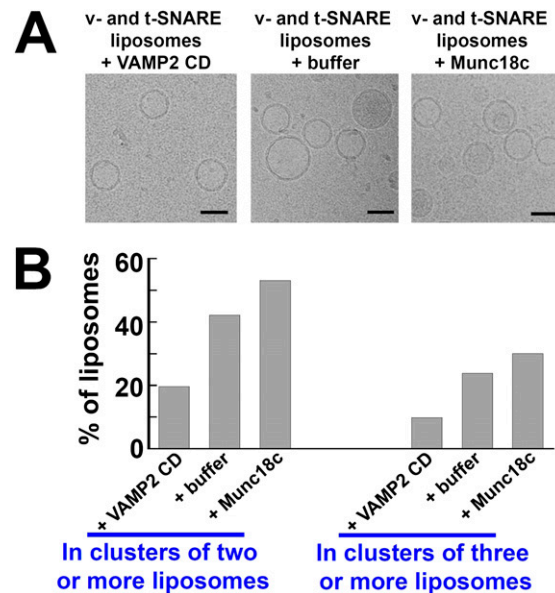 A
v- and t-SNARE
liposomes
+ VAMP2 CD
v- and t-SNARE
liposomes
+ buffer
v- and t-SNARE
liposomes
+ Munc18c
B
% of liposomes
60
40
20
0
+ VAMP2 CD
+ buffer
+ Munc18c
+ VAMP2 CD
+ buffer
+ Munc18c
In clusters of two
or more liposomes
In clusters of three
or more liposomes